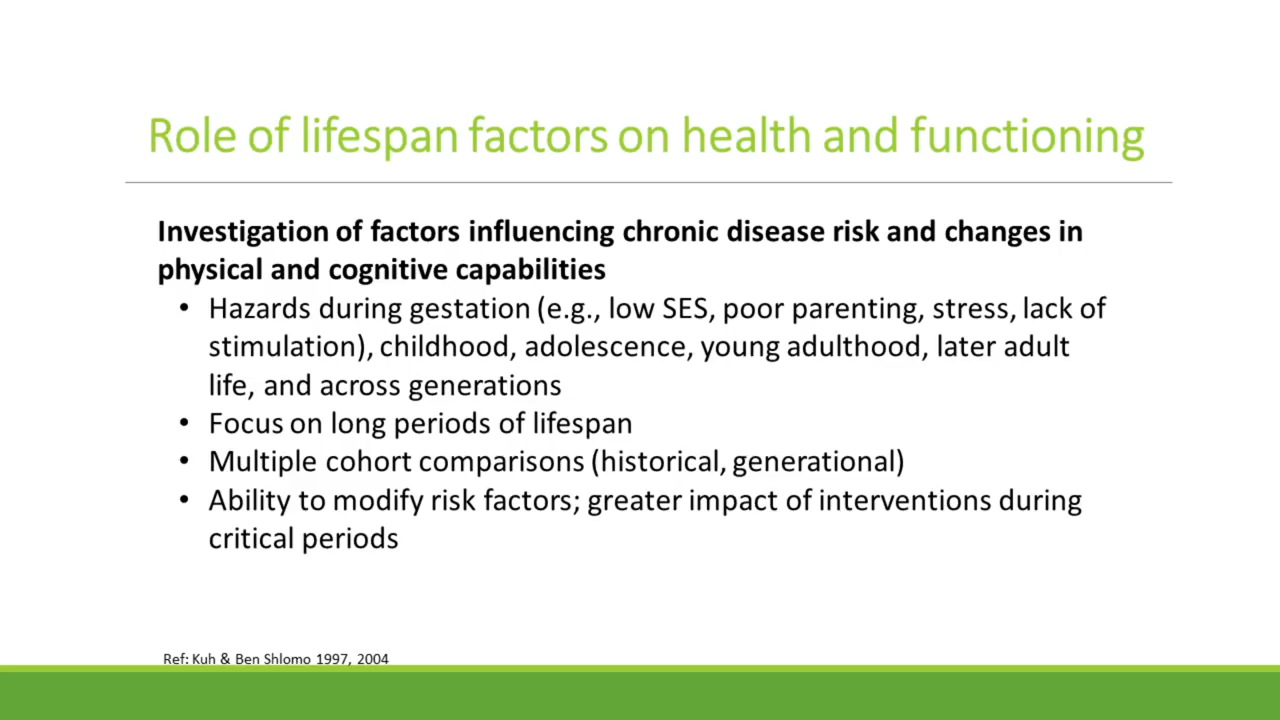 Role of lifespan factors on health and functioning
Investigation of factors influencing chronic disease risk and changes in
physical and cognitive capabilities
• Hazards during gestation (e.g., low SES, poor parenting, stress, lack of
stimulation), childhood, adolescence, young adulthood, later adult
life, and across generations
• Focus on long periods of lifespan
• Multiple cohort comparisons (historical, generational)
• Ability to modify risk factors; greater impact of interventions during
critical periods
Ref: Kuh & Ben Shlomo 1997, 2004